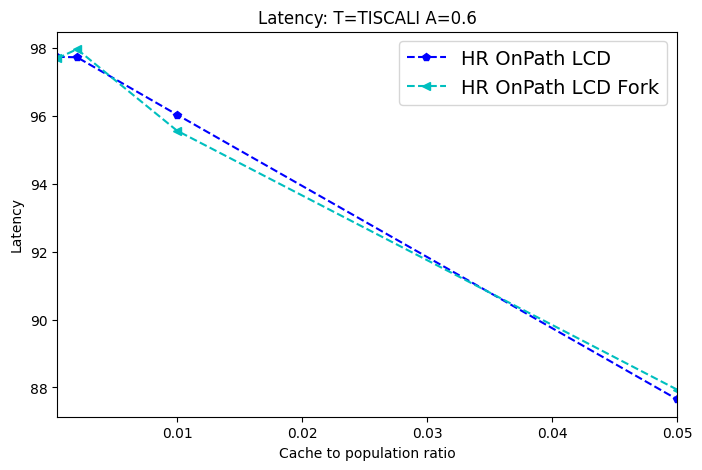 Latency: T=TISCALI A=0.6
98
96
94
92
90
88
Latency
HR OnPath LCD
HR OnPath LCD Fork
0.01
0.02
0.03
0.04
0.05
Cache to population ratio